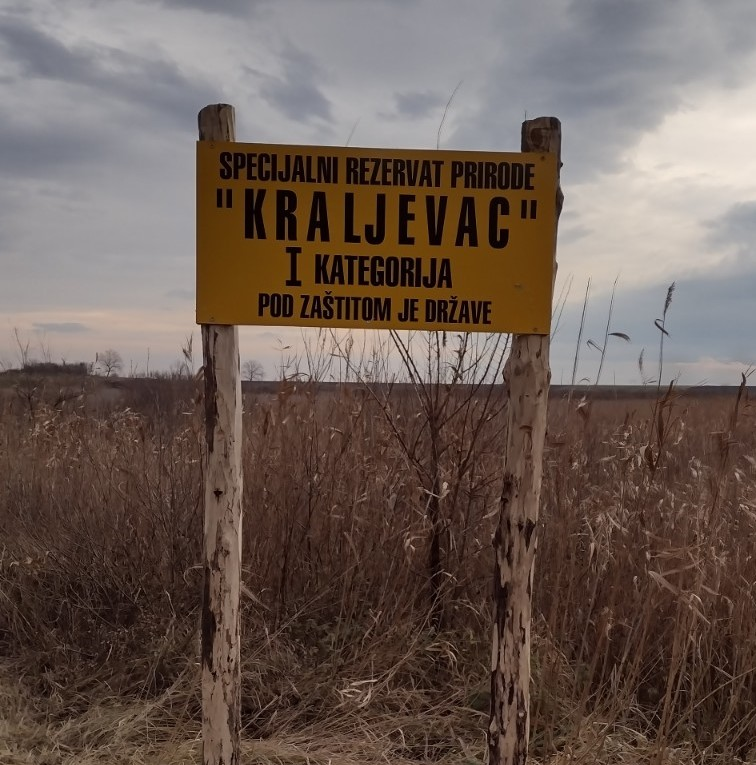 SPECIJALNI REZERVAT PRIRODE
"KRALJEVAC"
I KATEGORIJA
POD ZAŠTITOM JE DRŽAVE